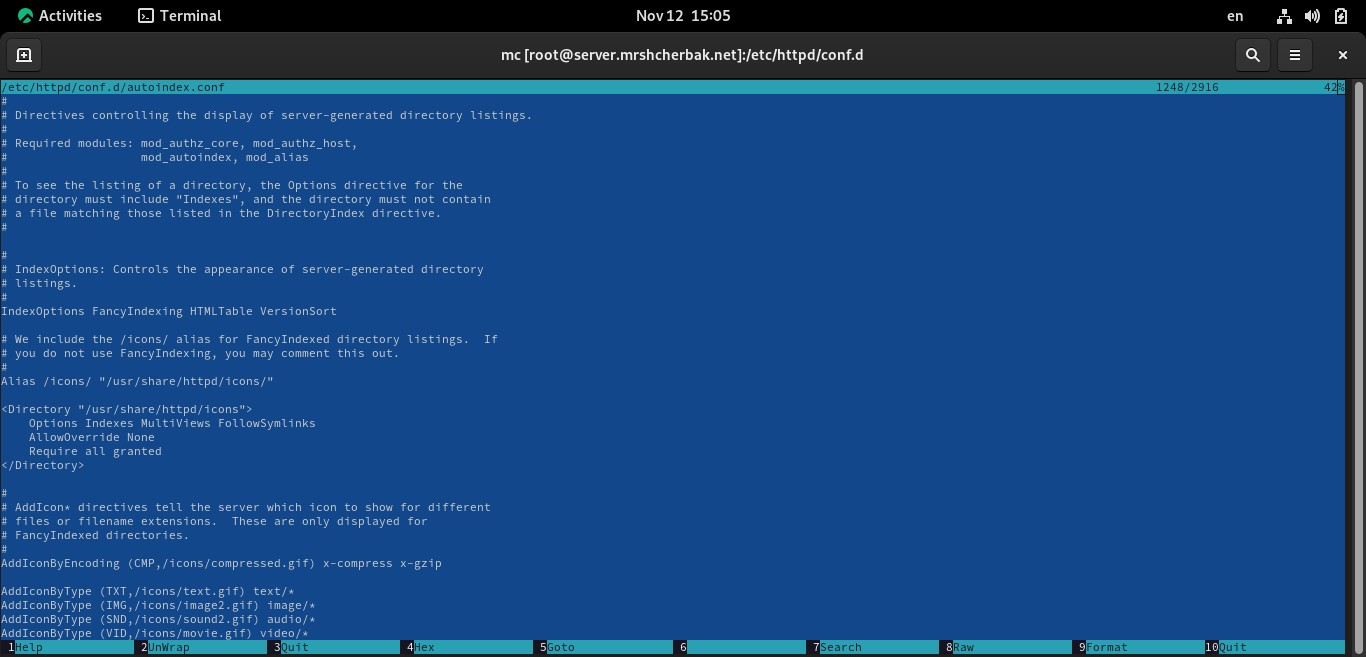 Activities Terminal Nov 12 15:05 en
mc [root@server.mrshcherbak.net]:/etc/httpd/conf.d
/etc/httpd/conf.d/autoindex.conf 1248/2916 42%
#
# Directives controlling the display of server-generated directory listings.
#
# Required modules: mod_authz_core, mod_authz_host,
#                   mod_autoindex, mod_alias
#
# To see the listing of a directory, the Options directive for the
# directory must include "Indexes", and the directory must not contain
# a file matching those listed in the DirectoryIndex directive.
#
#
# IndexOptions: Controls the appearance of server-generated directory
# listings.
#
IndexOptions FancyIndexing HTMLTable VersionSort
# We include the /icons/ alias for FancyIndexed directory listings.  If
# you do not use FancyIndexing, you may comment this out.
#
Alias /icons/ "/usr/share/httpd/icons/"
<Directory "/usr/share/httpd/icons">
    Options Indexes MultiViews FollowSymlinks
    AllowOverride None
    Require all granted
</Directory>
#
# AddIcon* directives tell the server which icon to show for different
# files or filename extensions.  These are only displayed for
# FancyIndexed directories.
#
AddIconByEncoding (CMP,/icons/compressed.gif) x-compress x-gzip
AddIconByType (TXT,/icons/text.gif) text/*
AddIconByType (IMG,/icons/image2.gif) image/*
AddIconByType (SND,/icons/sound2.gif) audio/*
AddIconByType (VID,/icons/movie.gif) video/*
1Help 2UnWrap 3Quit 4Hex 5Goto 6 7Search 8Raw 9Format 10Quit